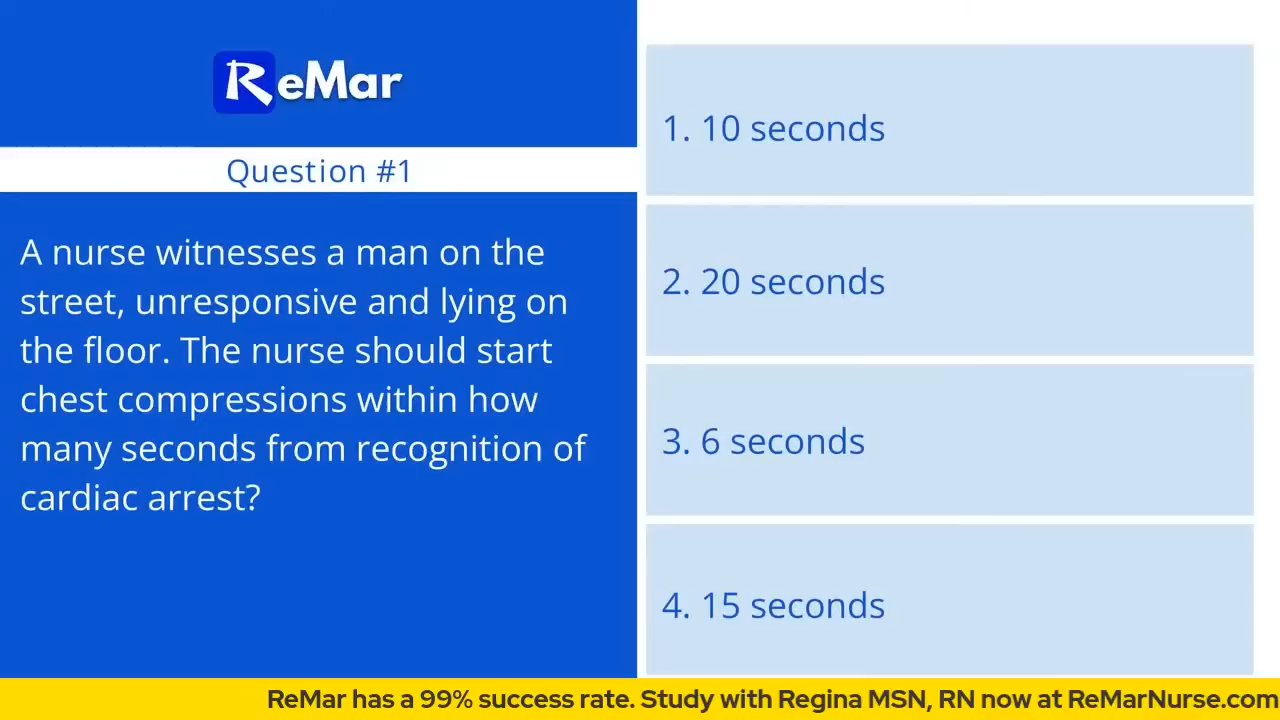 ReMar
Question #1
A nurse witnesses a man on the
street, unresponsive and lying on
the floor. The nurse should start
chest compressions within how
many seconds from recognition of
cardiac arrest?
1. 10 seconds
2. 20 seconds
3. 6 seconds
4. 15 seconds
ReMar has a 99% success rate. Study with Regina MSN, RN now at ReMarNurse.com